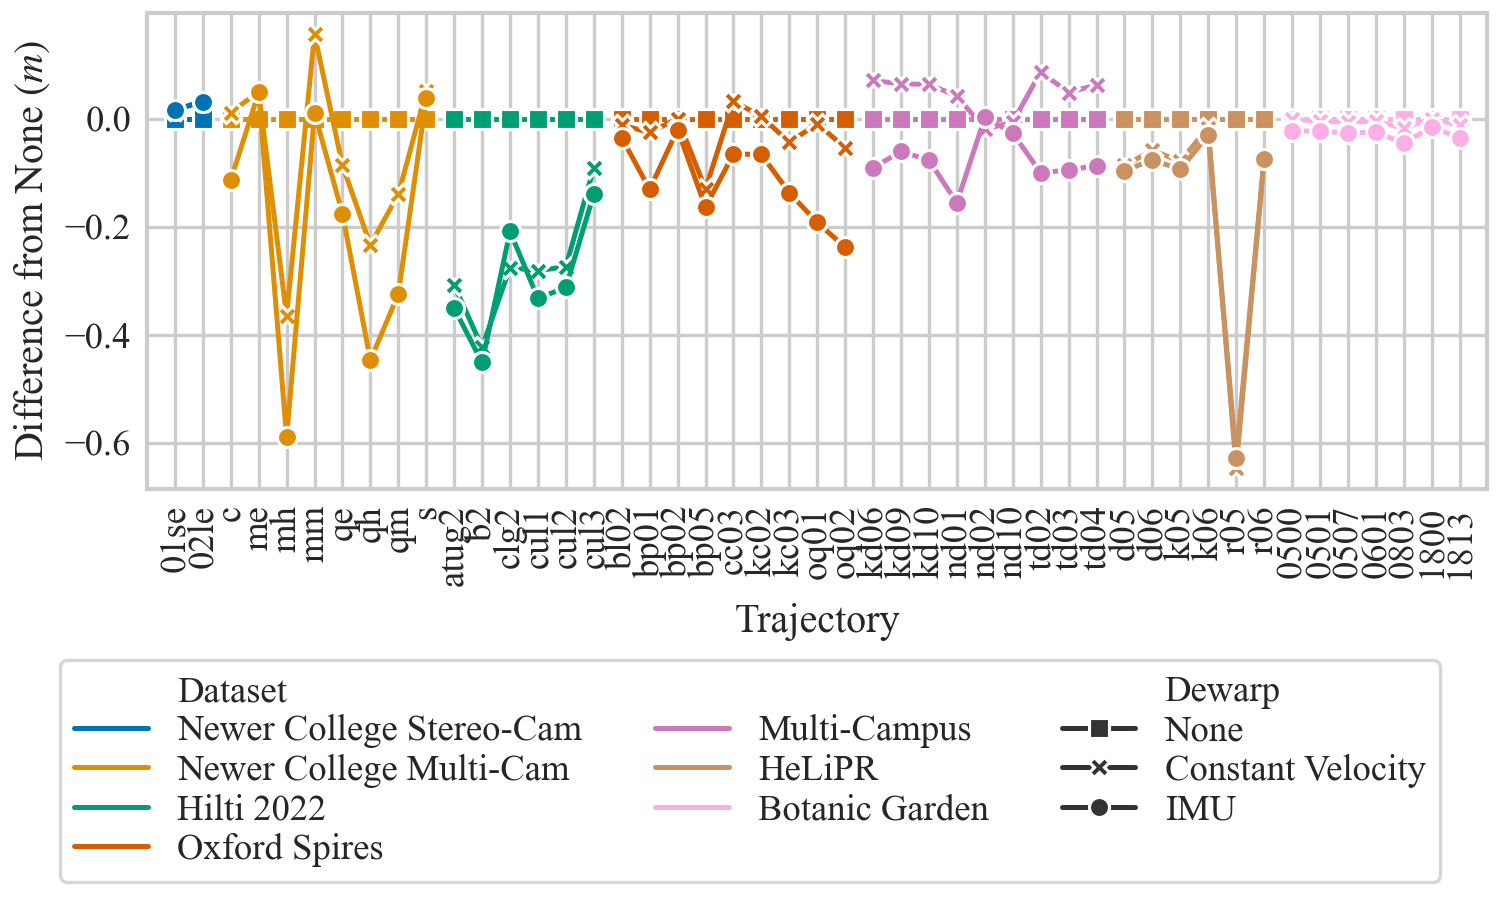 Difference from None (m)
0.0
−0.2
−0.4
−0.6
01se
02le
c
me
mh
mm
qe
qh
qm
s
atug2
b2
clg2
cul1
cul2
cul3
bl02
bp01
bp02
bp05
cc03
kc02
kc03
oq01
oq02
kd06
kd09
kd10
nd01
nd02
nd10
td02
td03
td04
d05
d06
k05
k06
r05
r06
0500
0501
0507
0601
0803
1800
1813
Trajectory
Dataset
Newer College Stereo-Cam
Newer College Multi-Cam
Hilti 2022
Oxford Spires
Multi-Campus
HeLiPR
Botanic Garden
Dewarp
None
Constant Velocity
IMU